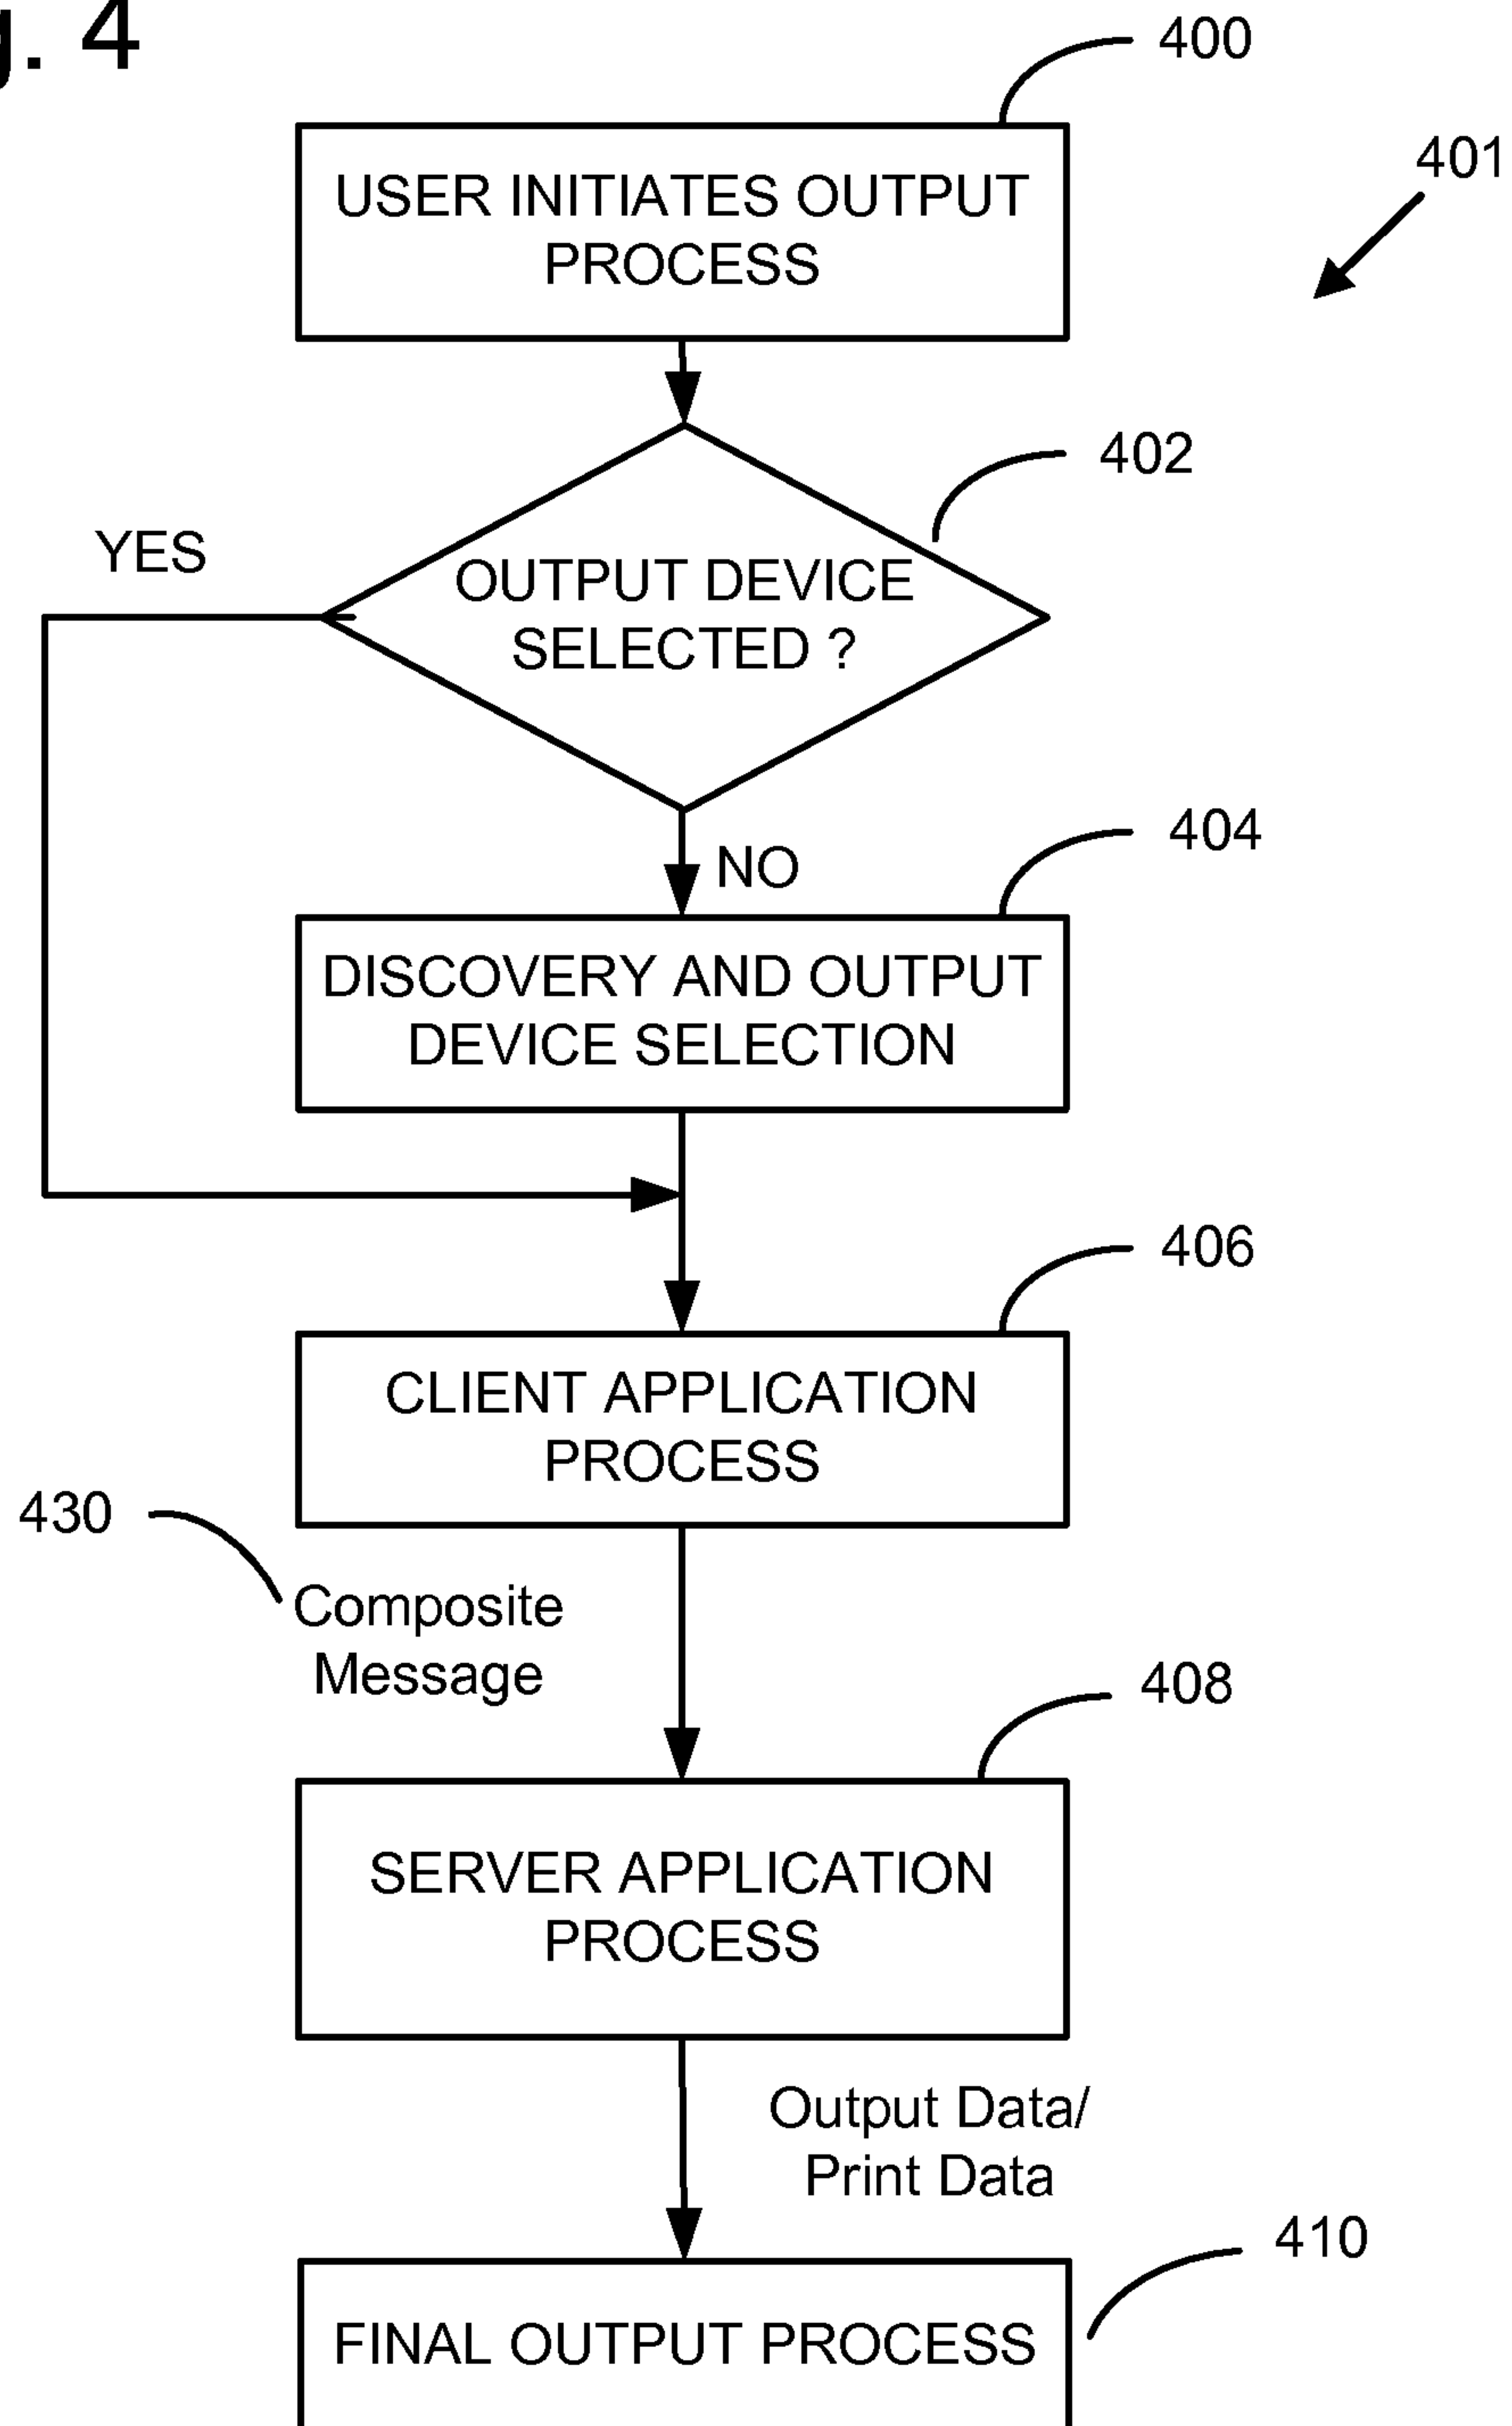 g. 4
400
401
USER INITIATES OUTPUT
PROCESS
402
YES
OUTPUT DEVICE
SELECTED ?
404
NO
DISCOVERY AND OUTPUT
DEVICE SELECTION
406
CLIENT APPLICATION
PROCESS
430
Composite
Message
408
SERVER APPLICATION
PROCESS
Output Data/
Print Data
410
FINAL OUTPUT PROCESS